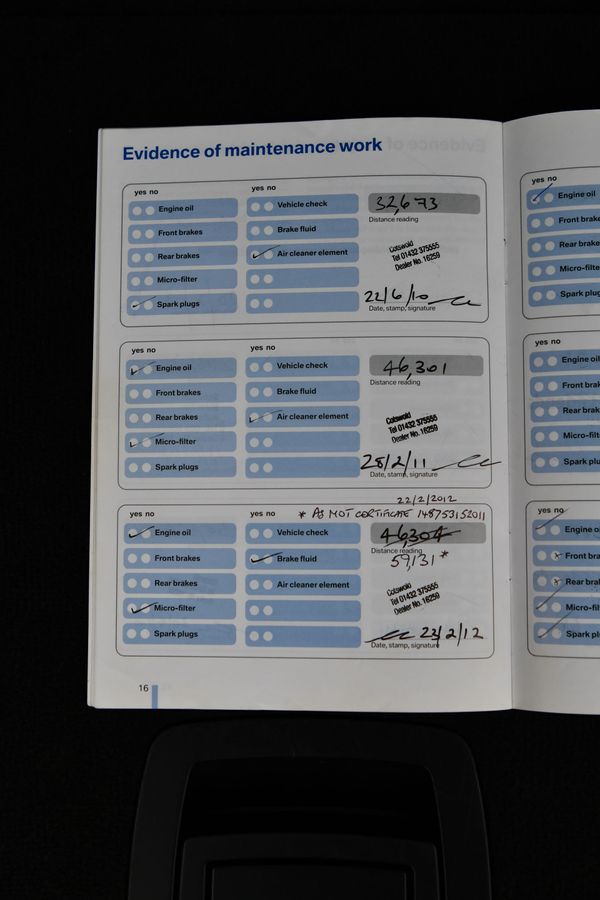 Evidence of maintenance work
yes no
yes no
Engine oil
Vehicle check
32,673
Distance reading
Front brakes
Brake fluid
Rear brakes
Air cleaner element
Cotswold
Tel 01432 375555
Dealer No. 16259
Micro-filter
Spark plugs
22/6/10
Date, stamp, signature
yes no
yes no
Engine oil
Vehicle check
46,301
Distance reading
Front brakes
Brake fluid
Rear brakes
Air cleaner element
Cotswold
Tel 01432 375555
Dealer No. 16259
Micro-filter
Spark plugs
28/2/11
Date, stamp, signature
22/2/2012
yes no
yes no
* AS MOT CERTIFICATE 148753152011
Engine oil
Vehicle check
46,304
Distance reading
59,131*
Front brakes
Brake fluid
Rear brakes
Air cleaner element
Cotswold
Tel 01432 375555
Dealer No. 16259
Micro-filter
Spark plugs
22/2/12
Date, stamp, signature
16
yes no
Engine oil
Front brake
Rear brake
Micro-filte
Spark plug
yes no
Engine oil
Front brak
Rear brak
Micro-filt
Spark plu
yes no
Engine o
Front bra
Rear bral
Micro-fil
Spark pl